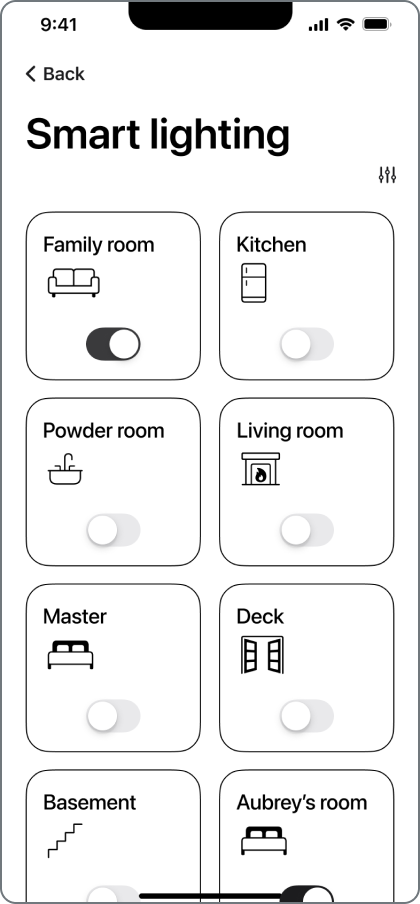 9:41
Back
Smart lighting
Family room
Kitchen
Powder room
Living room
Master
Deck
Basement
Aubrey’s room